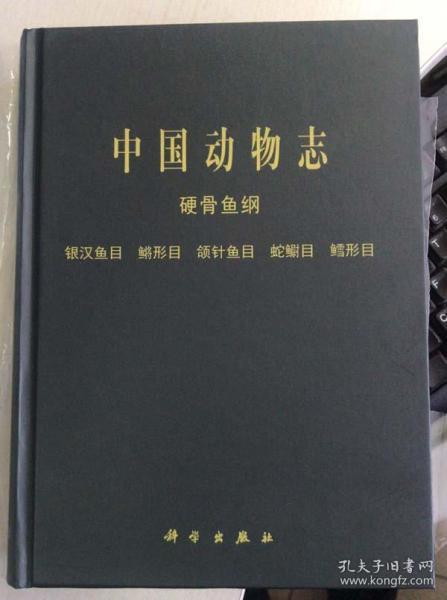 中国动物志
硬骨鱼纲
银汉鱼目 鳉形目 颌针鱼目 蛇鳚目 鳕形目
科学出版社
孔夫子旧书网
www.kongfz.com